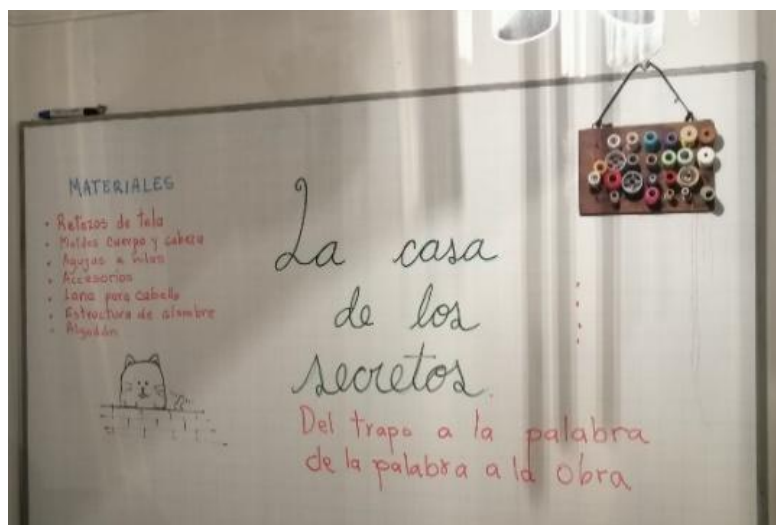 MATERIALES
• Retazos de tela
• Moldes cuerpo y cabeza
• Agujas e hilos
• Accesorios
• Lana para cabello
• Estructura de alambre
• Algodón
La casa
de los
secretos.
Del trapo a la palabra
de la palabra a la obra